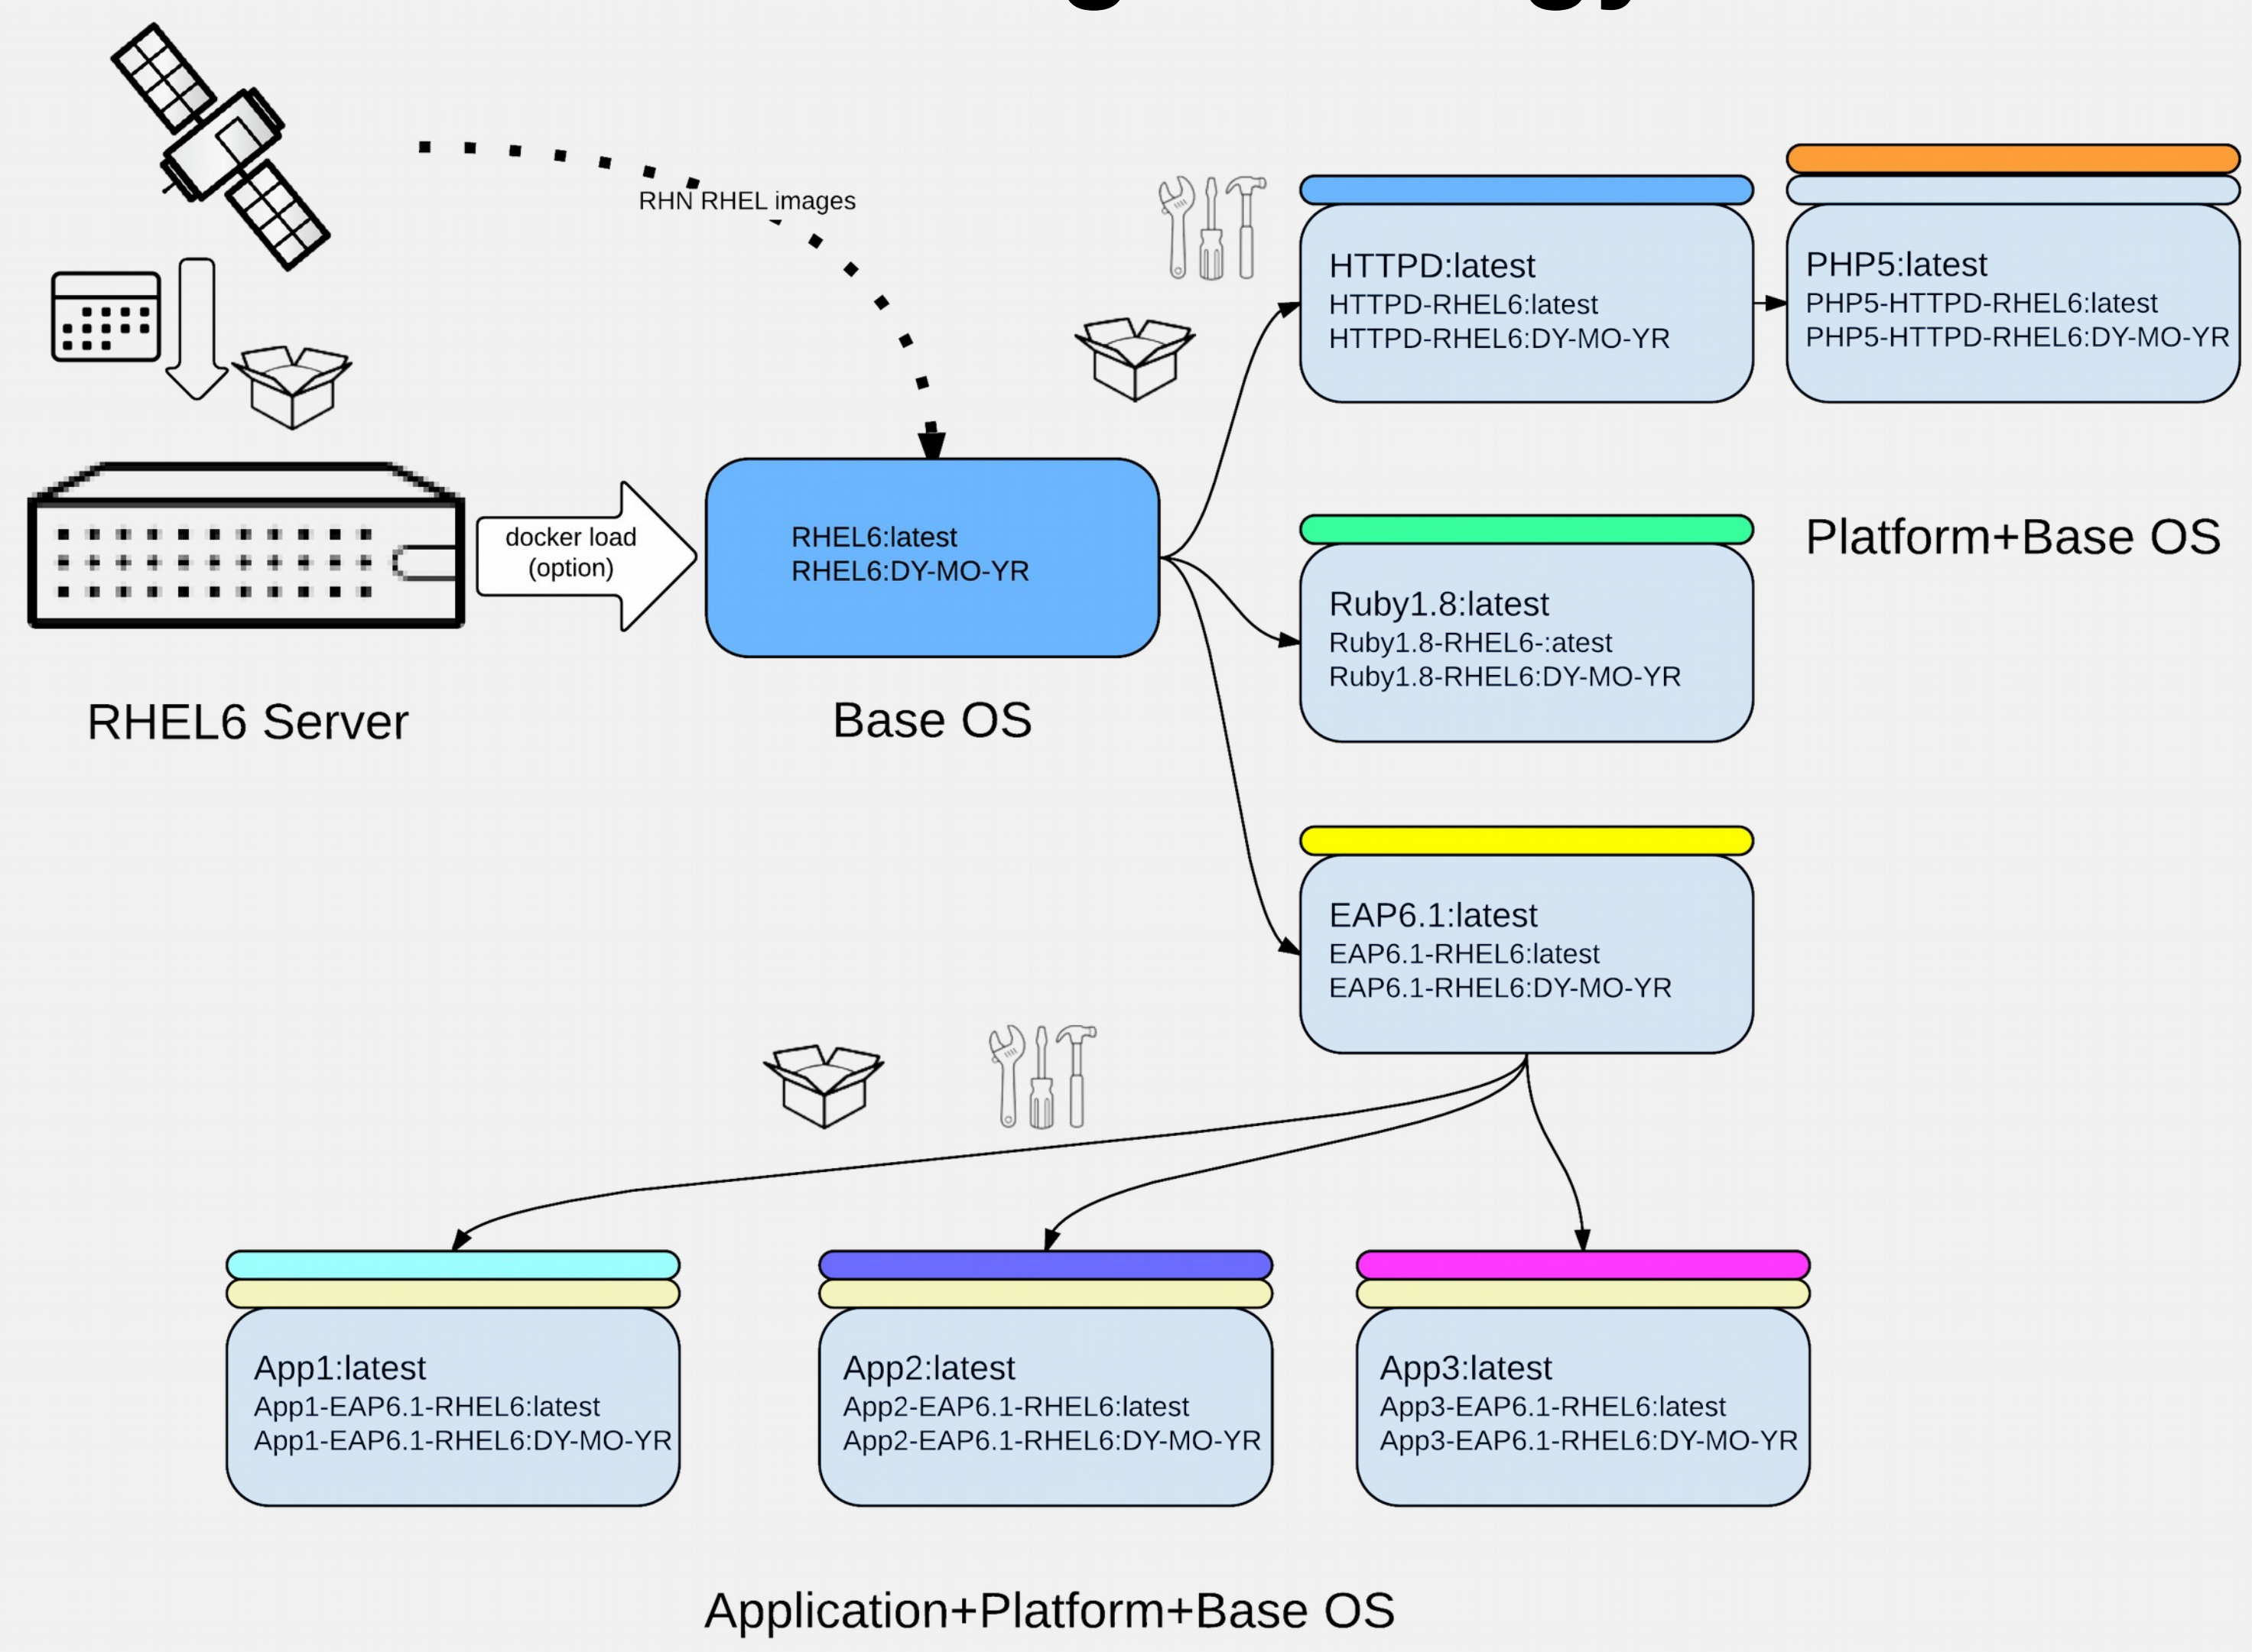 RHN RHEL images
HTTPD:latest
HTTPD-RHEL6:latest
HTTPD-RHEL6:DY-MO-YR
PHP5:latest
PHP5-HTTPD-RHEL6:latest
PHP5-HTTPD-RHEL6:DY-MO-YR
docker load
(option)
RHEL6:latest
RHEL6:DY-MO-YR
Platform+Base OS
Ruby1.8:latest
Ruby1.8-RHEL6-:atest
Ruby1.8-RHEL6:DY-MO-YR
RHEL6 Server
Base OS
EAP6.1:latest
EAP6.1-RHEL6:latest
EAP6.1-RHEL6:DY-MO-YR
App1:latest
App1-EAP6.1-RHEL6:latest
App1-EAP6.1-RHEL6:DY-MO-YR
App2:latest
App2-EAP6.1-RHEL6:latest
App2-EAP6.1-RHEL6:DY-MO-YR
App3:latest
App3-EAP6.1-RHEL6:latest
App3-EAP6.1-RHEL6:DY-MO-YR
Application+Platform+Base OS